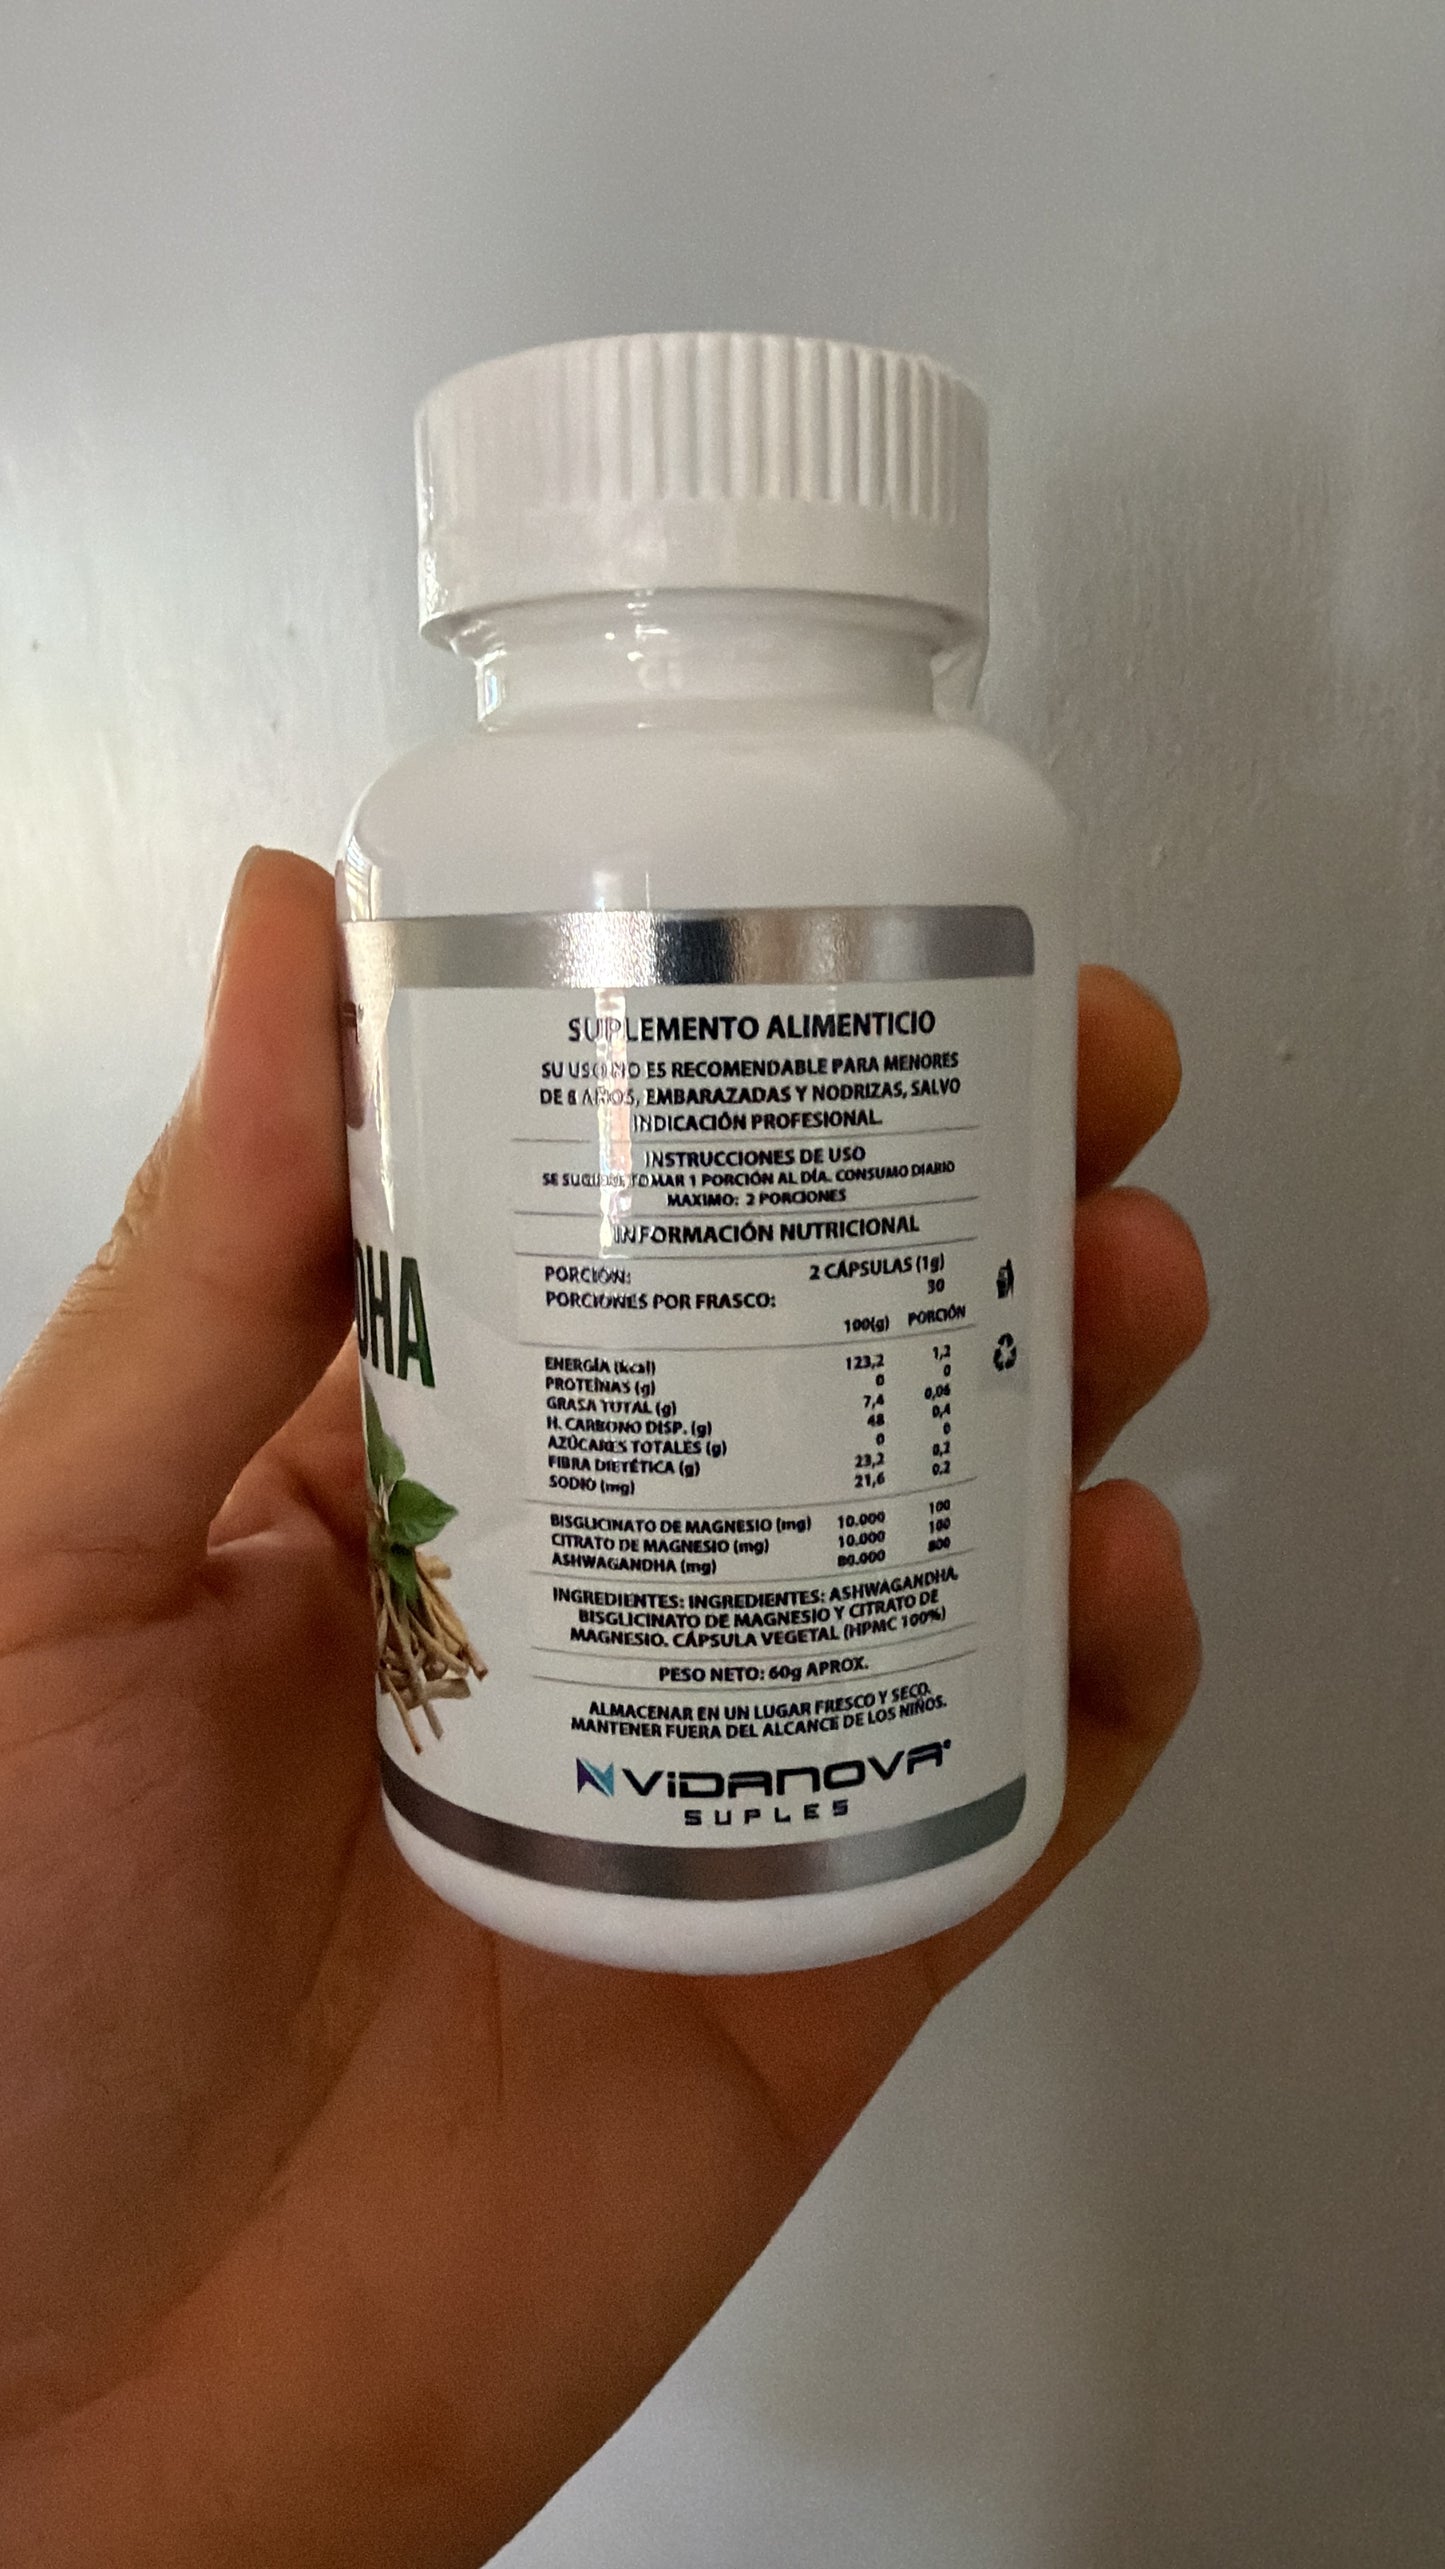 DHA
SUPLEMENTO ALIMENTICIO
SU USO NO ES RECOMENDABLE PARA MENORES
DE 8 AÑOS, EMBARAZADAS Y NODRIZAS, SALVO
INDICACIÓN PROFESIONAL.
INSTRUCCIONES DE USO
SE SUGIERE TOMAR 1 PORCIÓN AL DÍA. CONSUMO DIARIO
MAXIMO: 2 PORCIONES
INFORMACIÓN NUTRICIONAL
PORCIÓN: 2 CÁPSULAS (1g)
PORCIONES POR FRASCO: 30
100(g) PORCIÓN
ENERGÍA (kcal) 123,2 1,2
PROTEÍNAS (g) 0 0
GRASA TOTAL (g) 7,4 0,06
H. CARBONO DISP. (g) 48 0,4
AZÚCARES TOTALES (g) 0 0
FIBRA DIETÉTICA (g) 23,2 0,2
SODIO (mg) 21,6 0,2
BISGLICINATO DE MAGNESIO (mg) 10.000 100
CITRATO DE MAGNESIO (mg) 10.000 100
ASHWAGANDHA (mg) 80.000 800
INGREDIENTES: INGREDIENTES: ASHWAGANDHA,
BISGLICINATO DE MAGNESIO Y CITRATO DE
MAGNESIO. CÁPSULA VEGETAL (HPMC 100%)
PESO NETO: 60g APROX.
ALMACENAR EN UN LUGAR FRESCO Y SECO.
MANTENER FUERA DEL ALCANCE DE LOS NIÑOS.
VIDANOVA®
SUPLES